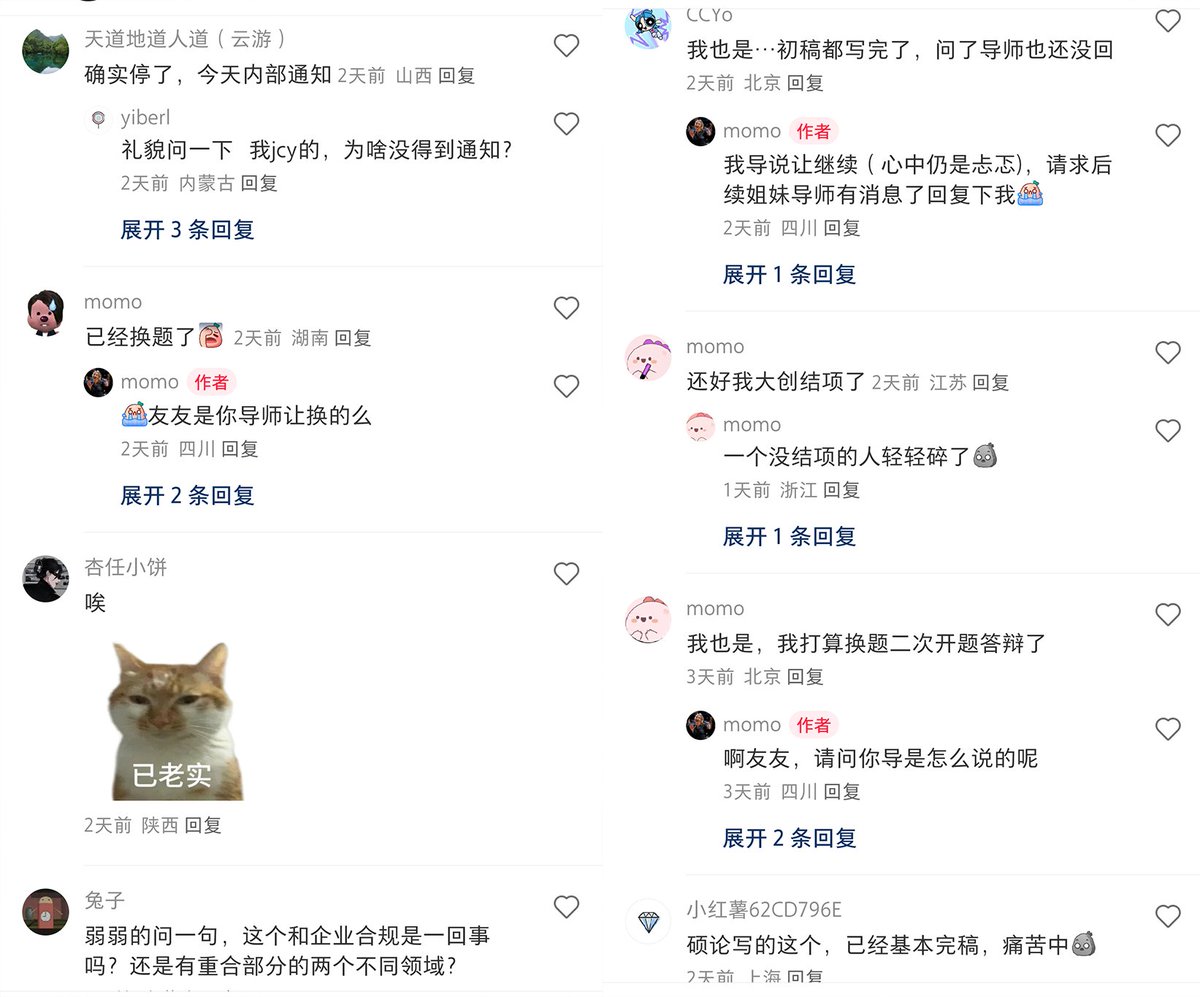 天道地道人道（云游）
确实停了，今天内部通知 2天前 山西 回复
yiberl
礼貌问一下 我jcy的，为啥没得到通知？
2天前 内蒙古 回复
展开 3 条回复
momo
已经换题了 2天前 湖南 回复
momo 作者
友友是你导师让换的么
2天前 四川 回复
展开 2 条回复
杏任小饼
唉
已老实
2天前 陕西 回复
兔子
弱弱的问一句，这个和企业合规是一回事
吗？还是有重合部分的两个不同领域？
CCYo
我也是…初稿都写完了，问了导师也还没回
2天前 北京 回复
momo 作者
我导说让继续（心中仍是忐忑)，请求后
续姐妹导师有消息了回复下我
2天前 四川 回复
展开 1 条回复
momo
还好我大创结项了 2天前 江苏 回复
momo
一个没结项的人轻轻碎了
1天前 浙江 回复
展开 1 条回复
momo
我也是，我打算换题二次开题答辩了
3天前 北京 回复
momo 作者
啊友友，请问你导是怎么说的呢
3天前 四川 回复
展开 2 条回复
小红薯62CD796E
硕论写的这个，已经基本完稿，痛苦中
2天前 上海 回复